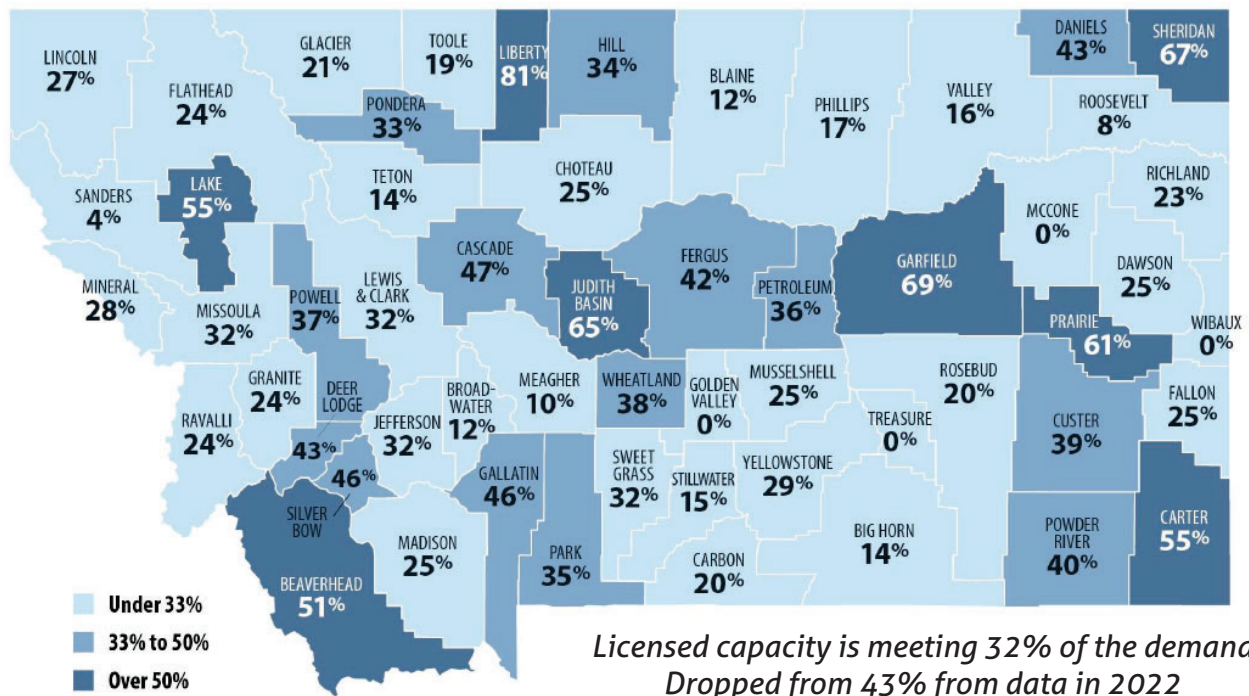 LINCOLN
27%
FLATHEAD
24%
GLACIER
21%
TOOLE
19%
LIBERTY
81%
HILL
34%
BLAINE
12%
PHILLIPS
17%
VALLEY
16%
DANIELS
43%
SHERIDAN
67%
ROOSEVELT
8%
PONDERA
33%
TETON
14%
CHOTEAU
25%
RICHLAND
23%
SANDERS
4%
LAKE
55%
MCCONE
0%
CASCADE
47%
FERGUS
42%
PETROLEUM
36%
GARFIELD
69%
DAWSON
25%
MINERAL
28%
MISSOULA
32%
POWELL
37%
LEWIS
& CLARK
32%
JUDITH
BASIN
65%
PRAIRIE
61%
WIBAUX
0%
GRANITE
24%
DEER
LODGE
43%
RAVALLI
24%
JEFFERSON
32%
BROAD-
WATER
12%
MEAGHER
10%
WHEATLAND
38%
GOLDEN
VALLEY
0%
MUSSELSHELL
25%
TREASURE
0%
ROSEBUD
20%
CUSTER
39%
FALLON
25%
46%
SILVER
BOW
GALLATIN
46%
SWEET
GRASS
32%
STILLWATER
15%
YELLOWSTONE
29%
BEAVERHEAD
51%
MADISON
25%
PARK
35%
CARBON
20%
BIG HORN
14%
POWDER
RIVER
40%
CARTER
55%
Under 33%
33% to 50%
Over 50%
Licensed capacity is meeting 32% of the demand
Dropped from 43% from data in 2022